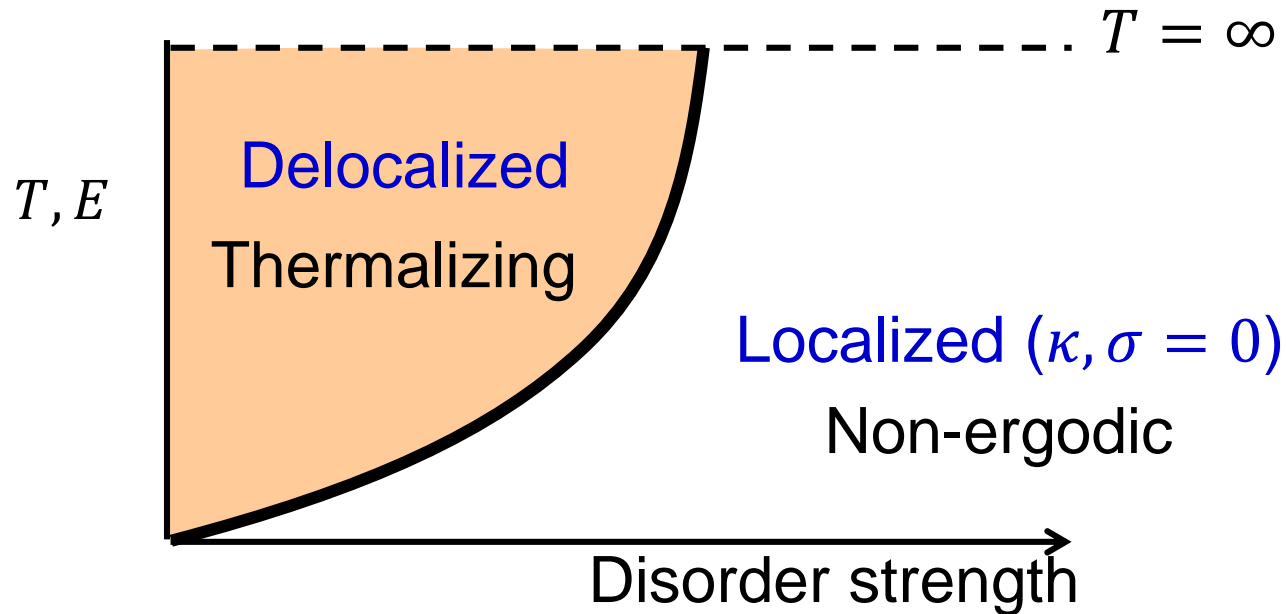 T = ∞
Delocalized
T, E
Thermalizing
Localized (κ, σ = 0)
Non-ergodic
Disorder strength